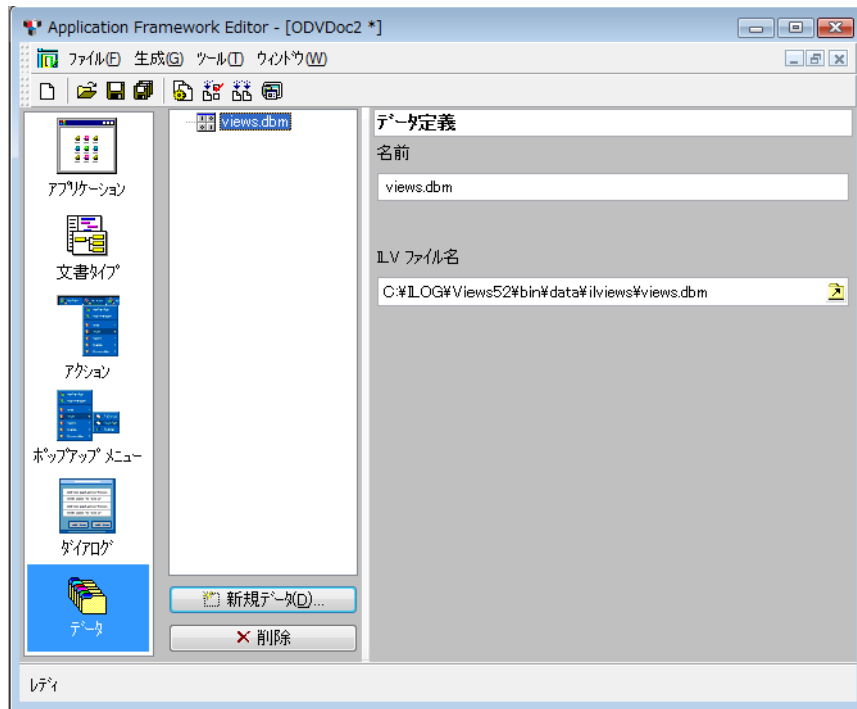 Application Framework Editor - [ODVDoc2 *]
ファイル(F) 生成(G) ツール(T) ウィンドウ(W)
アプリケーション
文書タイプ
アクション
ポップアップ メニュー
ダイアログ
データ
views.dbm
新規データ(D)...
削除
データ定義
名前
views.dbm
ILV ファイル名
C:¥ILOG¥Views52¥bin¥data¥ilviews¥views.dbm
レディ